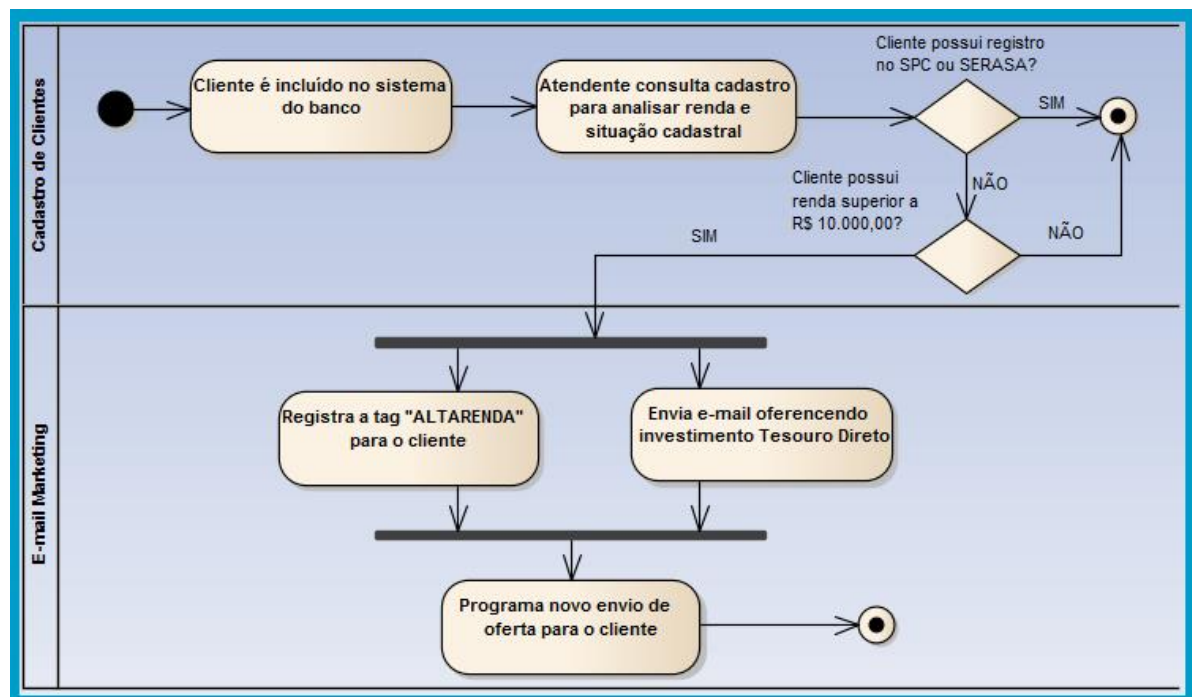 Cadastro de Clientes
Cliente é incluído no sistema
do banco
Atendente consulta cadastro
para analisar renda e
situação cadastral
Cliente possui registro
no SPC ou SERASA?
SIM
NÃO
Cliente possui
renda superior a
R$ 10.000,00?
SIM
NÃO
E-mail Marketing
Registra a tag "ALTARENDA"
para o cliente
Envia e-mail oferencendo
investimento Tesouro Direto
Programa novo envio de
oferta para o cliente